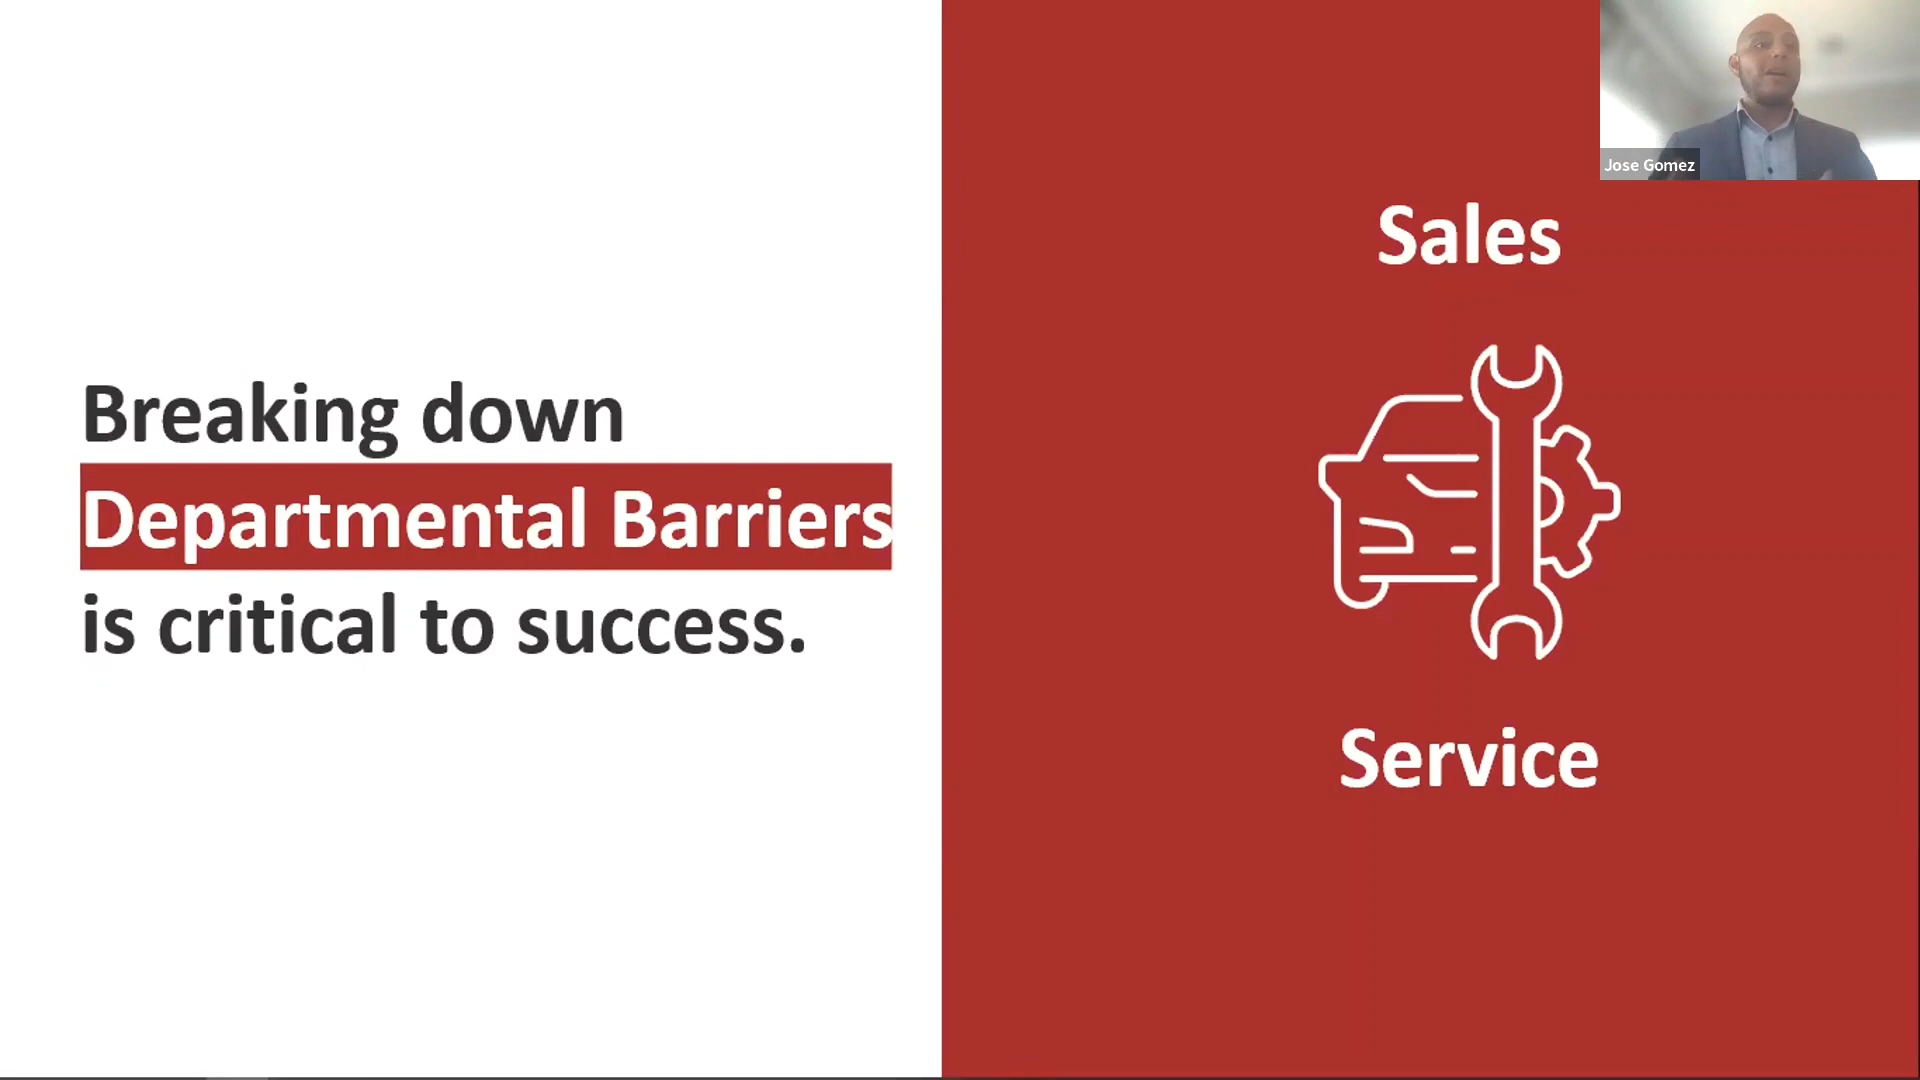 Breaking down
Departmental Barriers
is critical to success.
Sales
Service
Jose Gomez